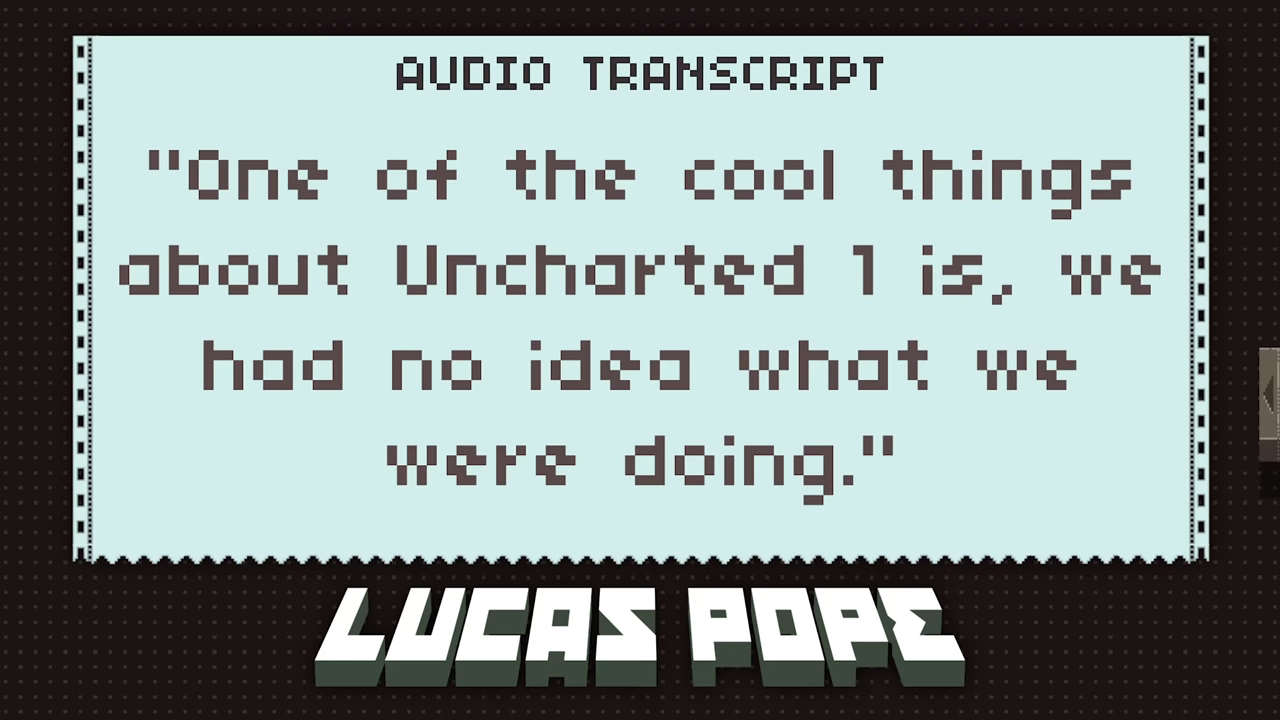 AUDIO TRANSCRIPT
"One of the cool things
about Uncharted 1 is, we
had no idea what we
were doing."
LUCAS POPE